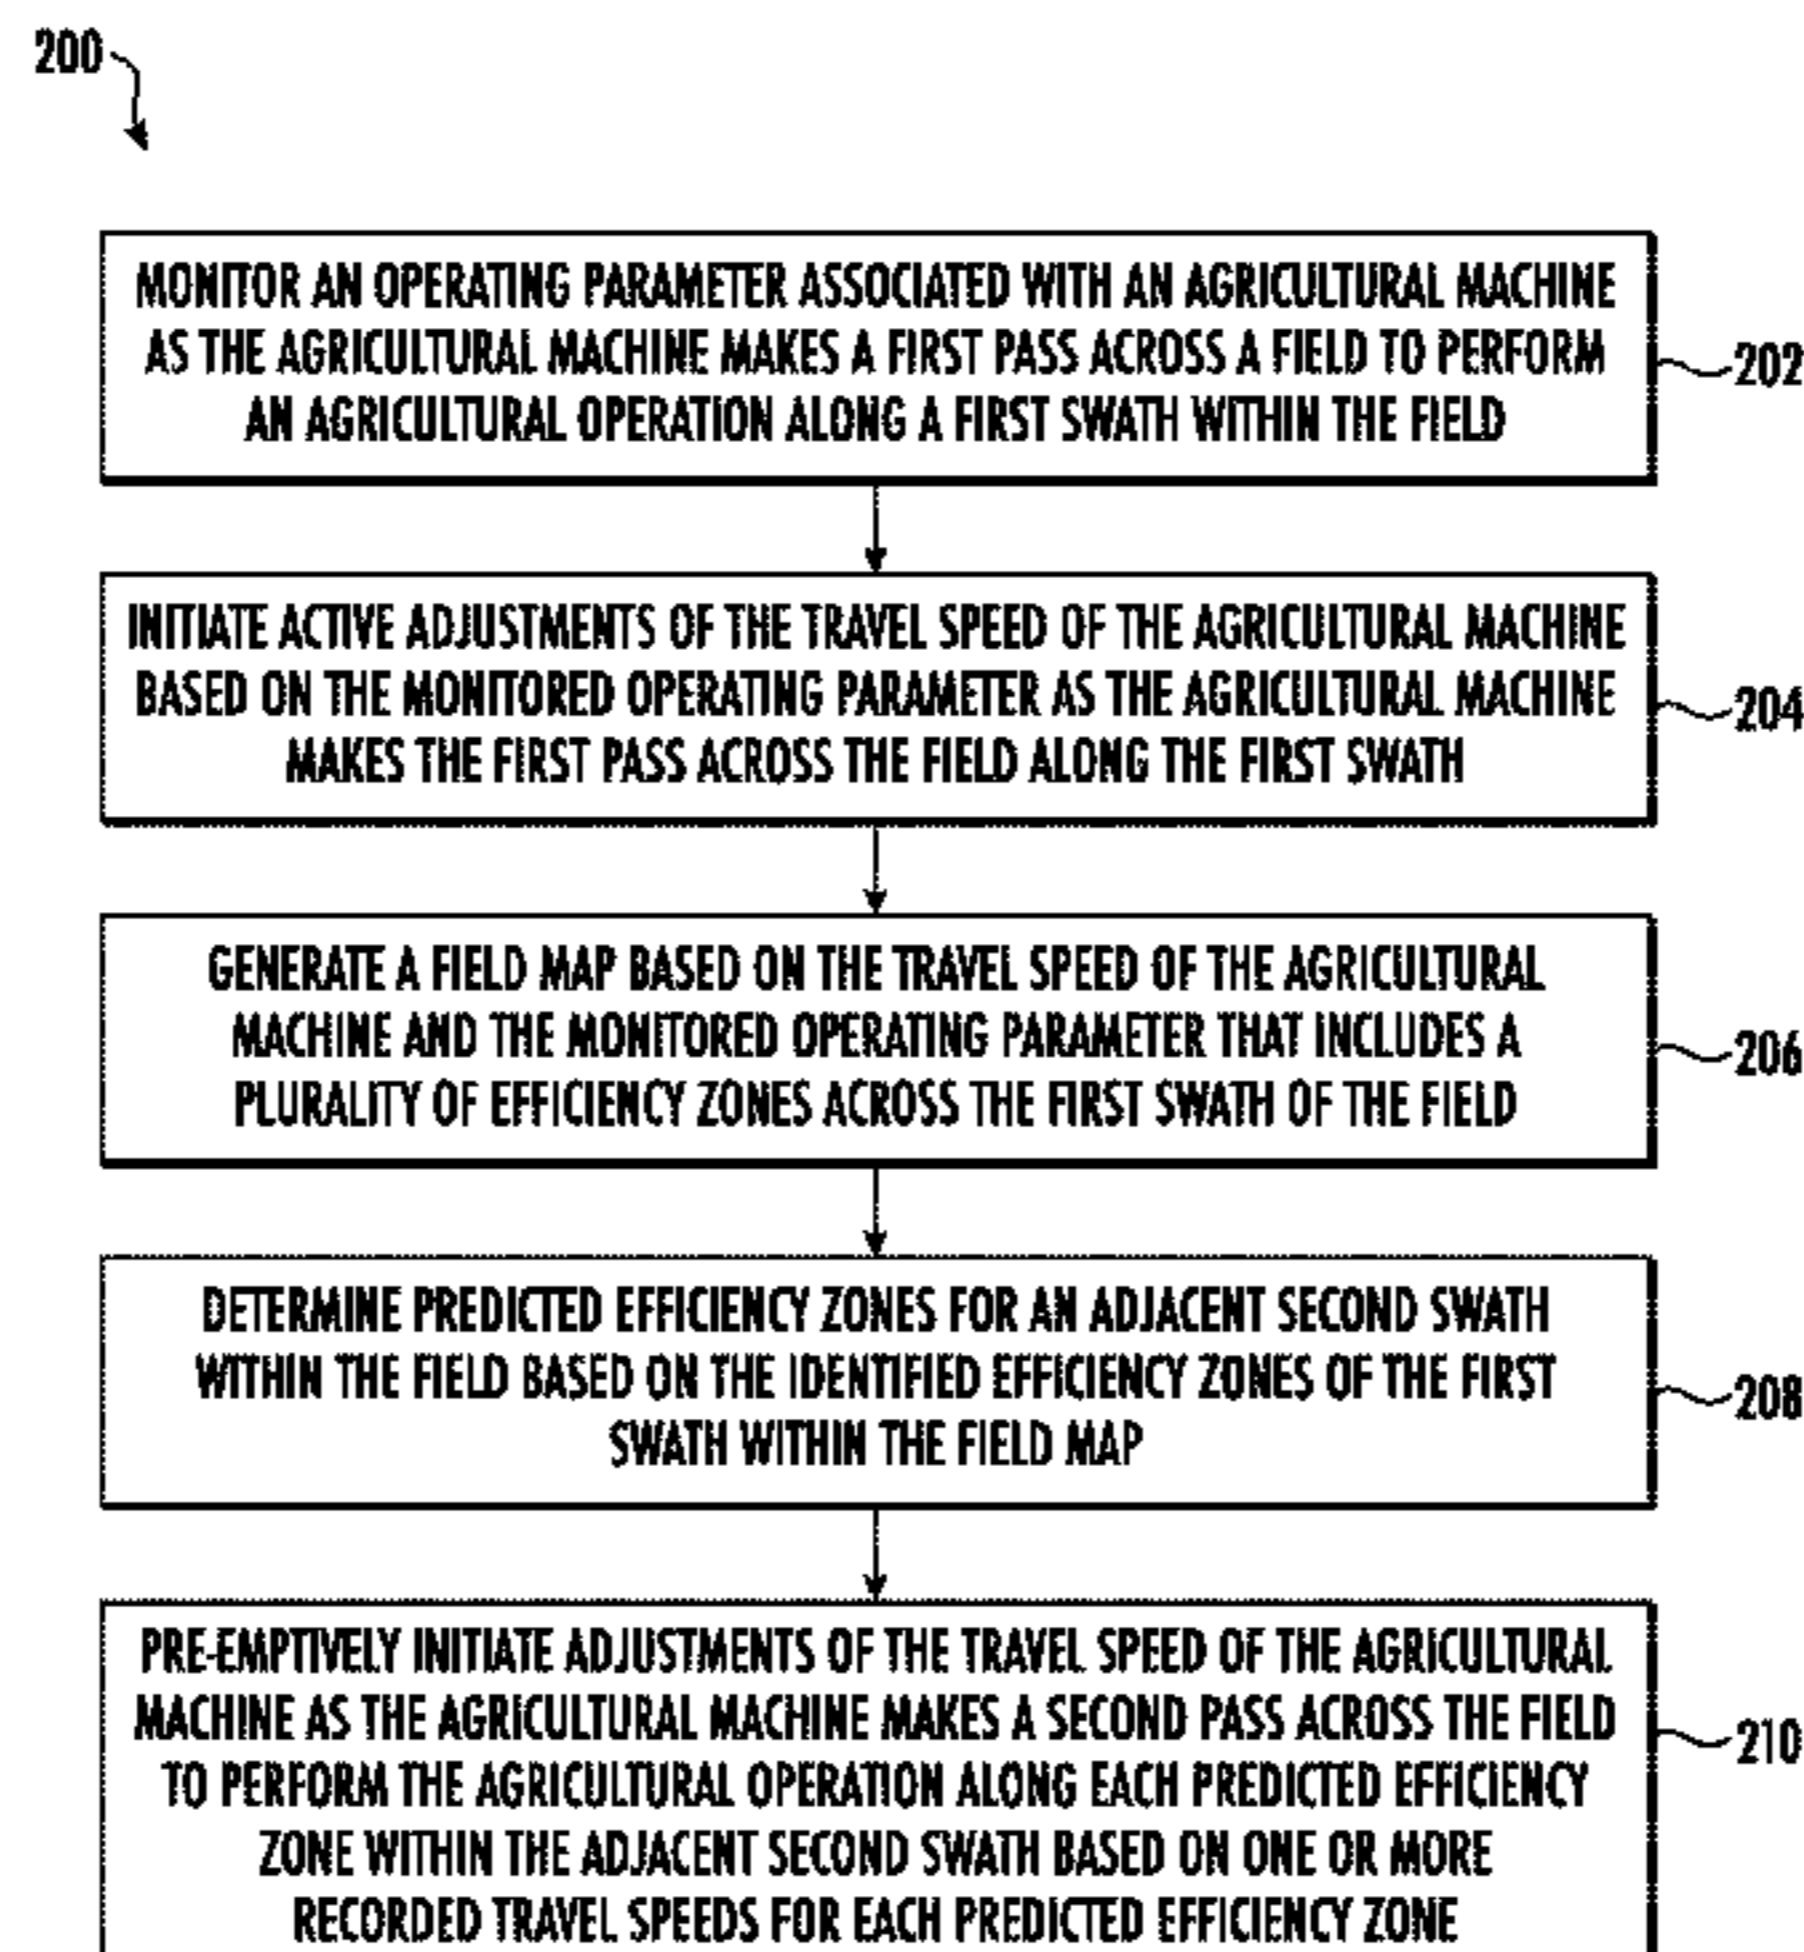 200
MONITOR AN OPERATING PARAMETER ASSOCIATED WITH AN AGRICULTURAL MACHINE
AS THE AGRICULTURAL MACHINE MAKES A FIRST PASS ACROSS A FIELD TO PERFORM
AN AGRICULTURAL OPERATION ALONG A FIRST SWATH WITHIN THE FIELD
202
INITIATE ACTIVE ADJUSTMENTS OF THE TRAVEL SPEED OF THE AGRICULTURAL MACHINE
BASED ON THE MONITORED OPERATING PARAMETER AS THE AGRICULTURAL MACHINE
MAKES THE FIRST PASS ACROSS THE FIELD ALONG THE FIRST SWATH
204
GENERATE A FIELD MAP BASED ON THE TRAVEL SPEED OF THE AGRICULTURAL
MACHINE AND THE MONITORED OPERATING PARAMETER THAT INCLUDES A
PLURALITY OF EFFICIENCY ZONES ACROSS THE FIRST SWATH OF THE FIELD
206
DETERMINE PREDICTED EFFICIENCY ZONES FOR AN ADJACENT SECOND SWATH
WITHIN THE FIELD BASED ON THE IDENTIFIED EFFICIENCY ZONES OF THE FIRST
SWATH WITHIN THE FIELD MAP
208
PRE-EMPTIVELY INITIATE ADJUSTMENTS OF THE TRAVEL SPEED OF THE AGRICULTURAL
MACHINE AS THE AGRICULTURAL MACHINE MAKES A SECOND PASS ACROSS THE FIELD
TO PERFORM THE AGRICULTURAL OPERATION ALONG EACH PREDICTED EFFICIENCY
ZONE WITHIN THE ADJACENT SECOND SWATH BASED ON ONE OR MORE
RECORDED TRAVEL SPEEDS FOR EACH PREDICTED EFFICIENCY ZONE
210